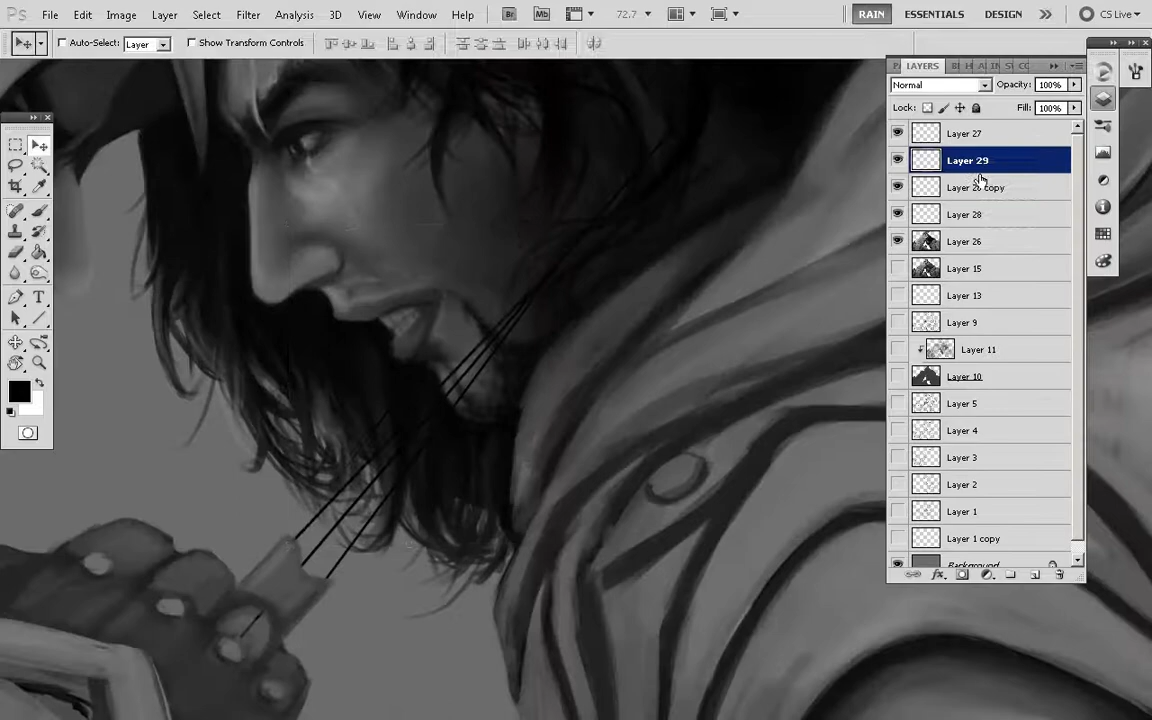 Ps File Edit Image Layer Select Filter Analysis 3D View Window Help Br Mb 72.7 RAIN ESSENTIALS DESIGN CS Live
Auto-Select: Layer Show Transform Controls
LAYERS
Normal Opacity: 100%
Lock: Fill: 100%
Layer 27
Layer 29
copy
Layer 28
Layer 26
Layer 15
Layer 13
Layer 9
Layer 11
Layer 10
Layer 5
Layer 4
Layer 3
Layer 2
Layer 1
Layer 1 copy
Background